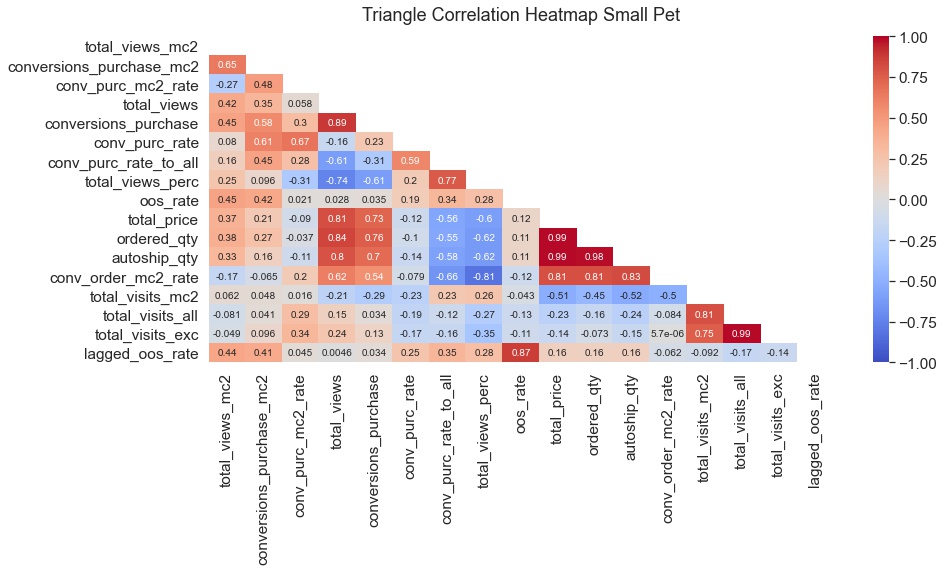 Triangle Correlation Heatmap Small Pet
total_views_mc2
conversions_purchase_mc2 0.65
conv_purc_mc2_rate -0.27 0.48
total_views 0.42 0.35 0.058
conversions_purchase 0.45 0.58 0.3 0.89
conv_purc_rate 0.08 0.61 0.67 -0.16 0.23
conv_purc_rate_to_all 0.16 0.45 0.28 -0.61 -0.31 0.59
total_views_perc 0.25 0.096 -0.31 -0.74 -0.61 0.2 0.77
oos_rate 0.45 0.42 0.021 0.028 0.035 0.19 0.34 0.28
total_price 0.37 0.21 -0.09 0.81 0.73 -0.12 -0.56 -0.6 0.12
ordered_qty 0.38 0.27 -0.037 0.84 0.76 -0.1 -0.55 -0.62 0.11 0.99
autoship_qty 0.33 0.16 -0.11 0.8 0.7 -0.14 -0.58 -0.62 0.11 0.99 0.98
conv_order_mc2_rate -0.17 -0.065 0.2 0.62 0.54 -0.079 -0.66 -0.81 -0.12 0.81 0.81 0.83
total_visits_mc2 0.062 0.048 0.016 -0.21 -0.29 -0.23 0.23 0.26 -0.043 -0.51 -0.45 -0.52 -0.5
total_visits_all -0.081 0.041 0.29 0.15 0.034 -0.19 -0.12 -0.27 -0.13 -0.23 -0.16 -0.24 -0.084 0.81
total_visits_exc -0.049 0.096 0.34 0.24 0.13 -0.17 -0.16 -0.35 -0.11 -0.14 -0.073 -0.15 5.7e-06 0.75 0.99
lagged_oos_rate 0.44 0.41 0.045 0.0046 0.034 0.25 0.35 0.28 0.87 0.16 0.16 0.16 -0.062 -0.092 -0.17 -0.14
total_views_mc2
conversions_purchase_mc2
conv_purc_mc2_rate
total_views
conversions_purchase
conv_purc_rate
conv_purc_rate_to_all
total_views_perc
oos_rate
total_price
ordered_qty
autoship_qty
conv_order_mc2_rate
total_visits_mc2
total_visits_all
total_visits_exc
lagged_oos_rate
1.00
0.75
0.50
0.25
0.00
−0.25
−0.50
−0.75
−1.00